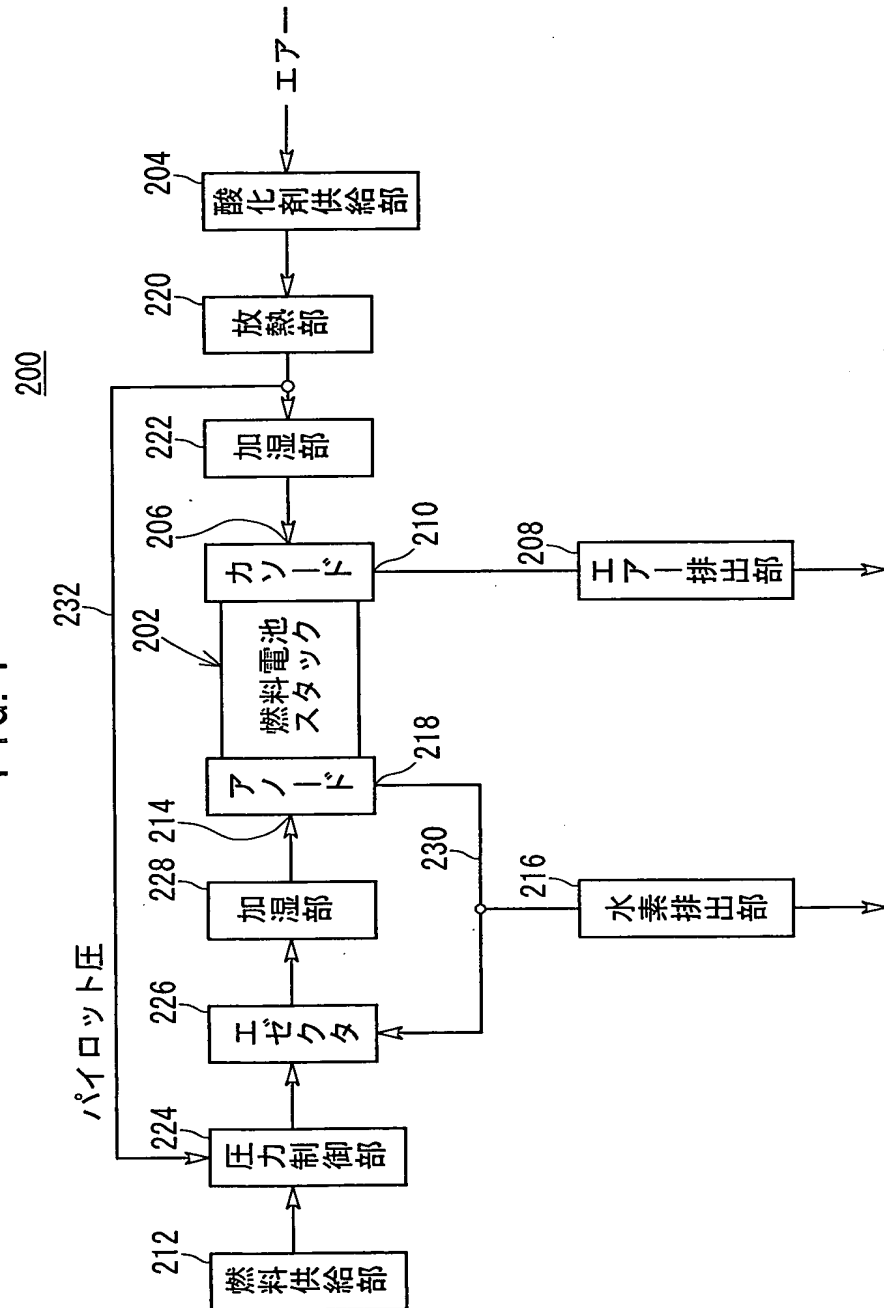 200
エアー
204
酸化剤供給部
220
放熱部
222
加湿部
206
カソード
210
208
エアー排出部
232
202
燃料電池
スタック
アノード
218
214
230
216
水素排出部
228
加湿部
226
エゼクタ
パイロット圧
224
圧力制御部
212
燃料供給部